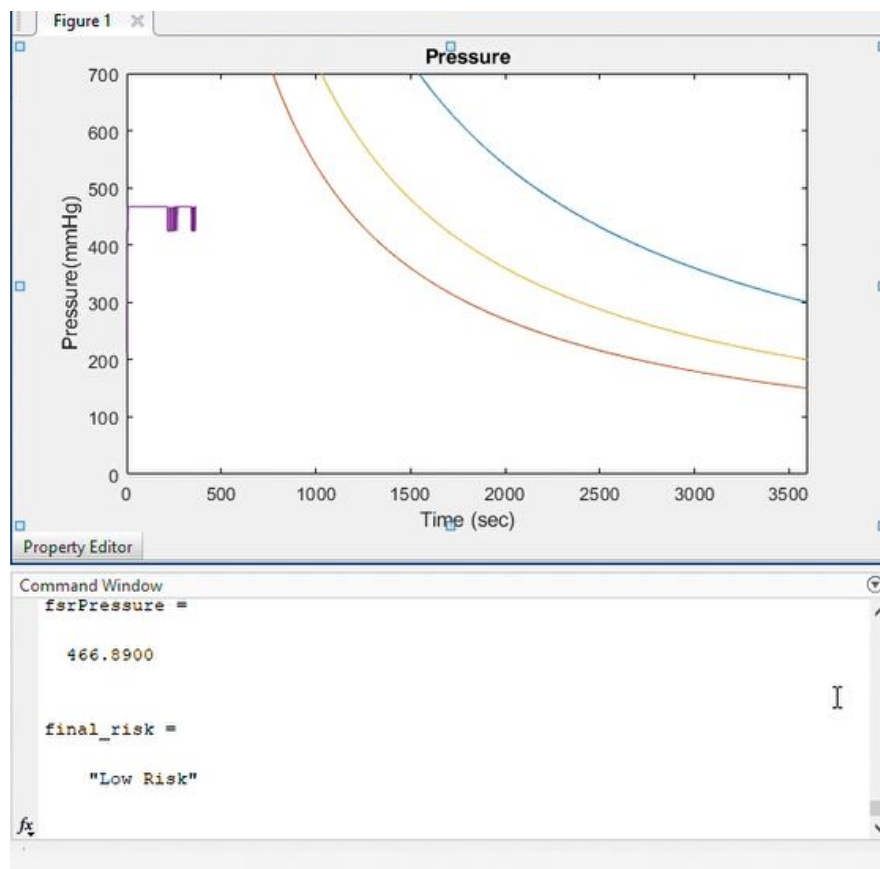 Figure 1
Pressure
700
600
500
400
300
200
100
0
Pressure(mmHg)
0 500 1000 1500 2000 2500 3000 3500
Time (sec)
Property Editor
Command Window
fsrPressure =
466.8900
final_risk =
"Low Risk"
fx